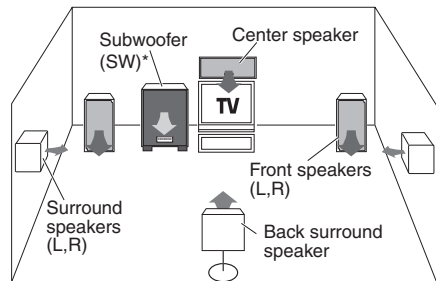 Subwoofer
(SW)*
Center speaker
TV
Front speakers
(L,R)
Surround
speakers
(L,R)
Back surround
speaker